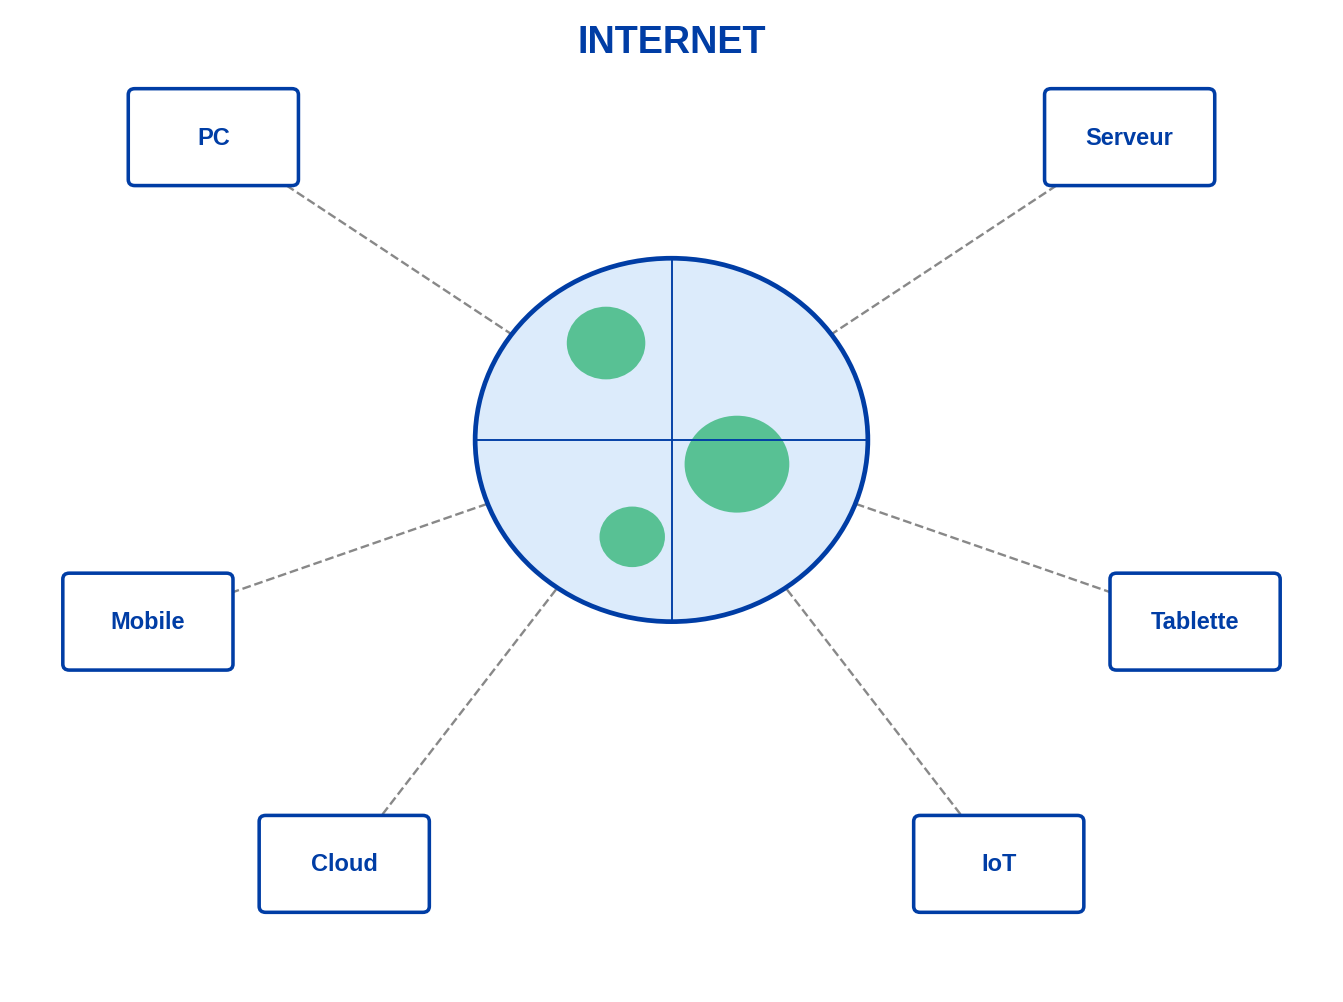 INTERNET
PC
Serveur
Mobile
Tablette
Cloud
IoT